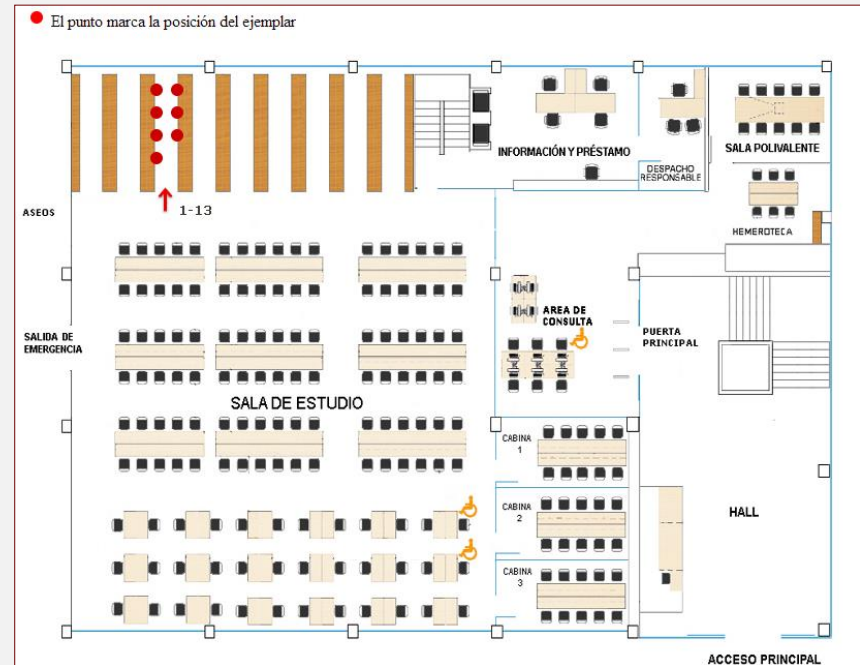 El punto marca la posición del ejemplar
INFORMACIÓN Y PRÉSTAMO
DESPACHO
RESPONSABLE
SALA POLIVALENTE
ASEOS
1-13
HEMEROTECA
SALIDA DE
EMERGENCIA
AREA DE
CONSULTA
PUERTA
PRINCIPAL
SALA DE ESTUDIO
CABINA
1
CABINA
2
CABINA
3
HALL
ACCESO PRINCIPAL